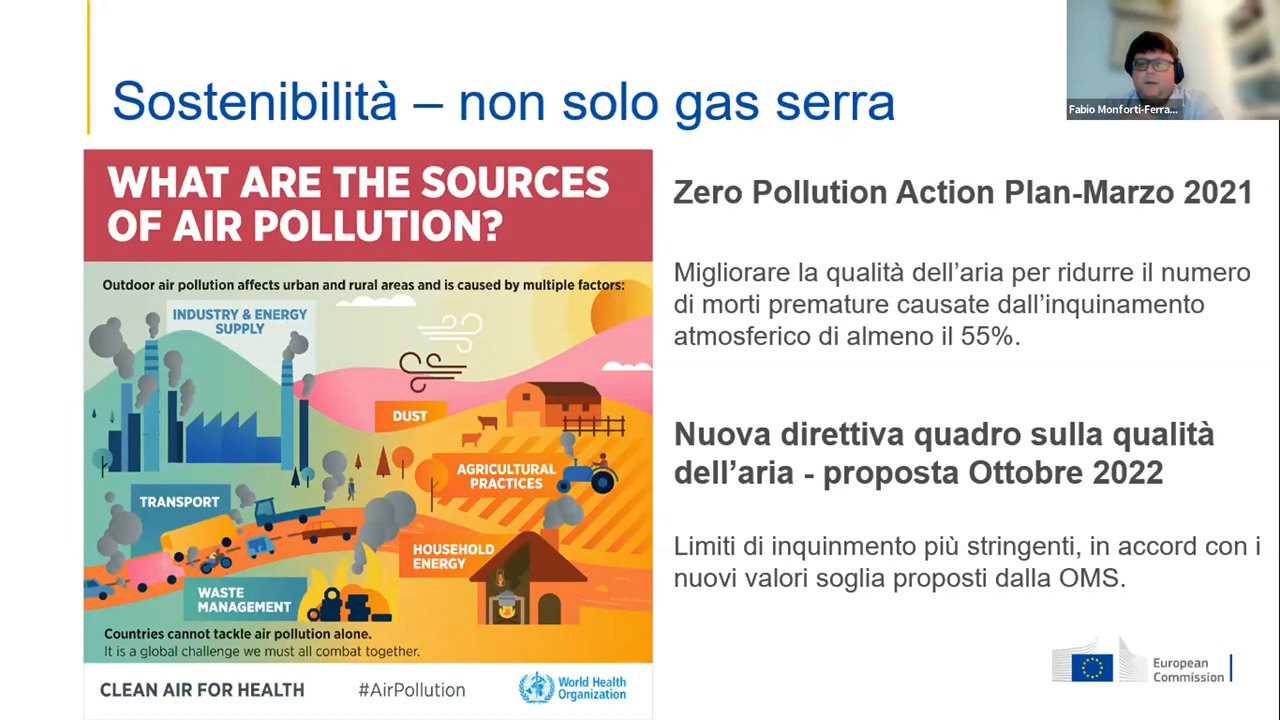 Sostenibilità – non solo gas serra
Fabio Monforti-Ferra...
WHAT ARE THE SOURCES
OF AIR POLLUTION?
Outdoor air pollution affects urban and rural areas and is caused by multiple factors:
INDUSTRY & ENERGY
SUPPLY
DUST
AGRICULTURAL
PRACTICES
TRANSPORT
HOUSEHOLD
ENERGY
WASTE
MANAGEMENT
Countries cannot tackle air pollution alone.
It is a global challenge we must all combat together.
CLEAN AIR FOR HEALTH
#AirPollution
World Health
Organization
Zero Pollution Action Plan-Marzo 2021
Migliorare la qualità dell’aria per ridurre il numero
di morti premature causate dall’inquinamento
atmosferico di almeno il 55%.
Nuova direttiva quadro sulla qualità
dell’aria - proposta Ottobre 2022
Limiti di inquinmento più stringenti, in accord con i
nuovi valori soglia proposti dalla OMS.
European
Commission